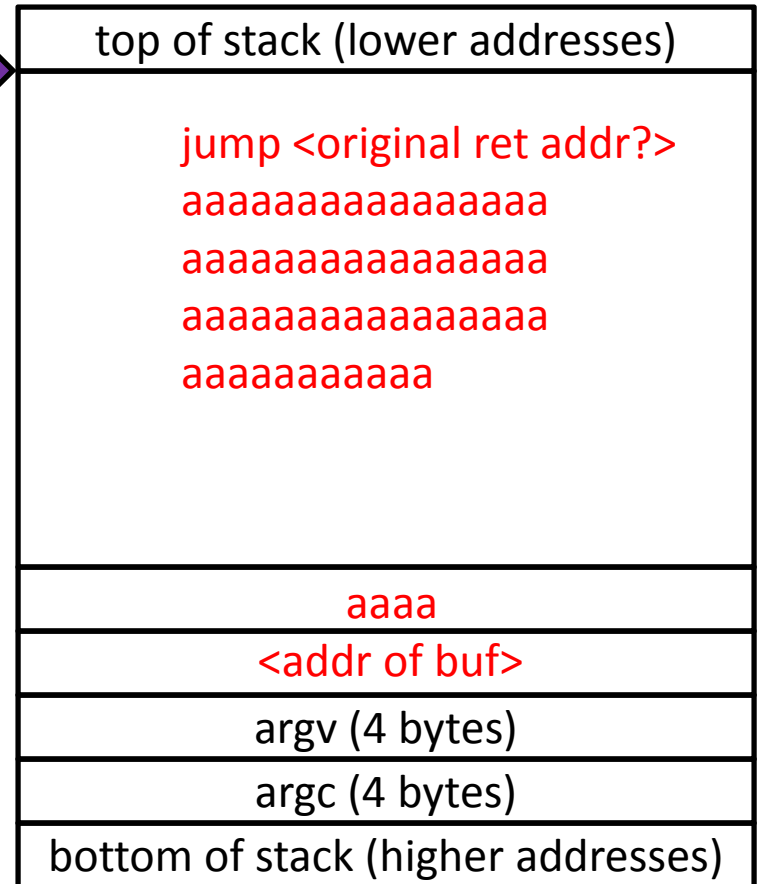 top of stack (lower addresses)
jump <original ret addr?>
aaaaaaaaaaaaaaaa
aaaaaaaaaaaaaaaa
aaaaaaaaaaaaaaaa
aaaaaaaaaaa
aaaa
<addr of buf>
argv (4 bytes)
argc (4 bytes)
bottom of stack (higher addresses)